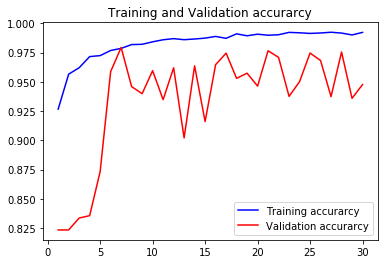 Training and Validation accurarcy
1.000
0.975
0.950
0.925
0.900
0.875
0.850
0.825
0 5 10 15 20 25 30
Training accurarcy
Validation accurarcy